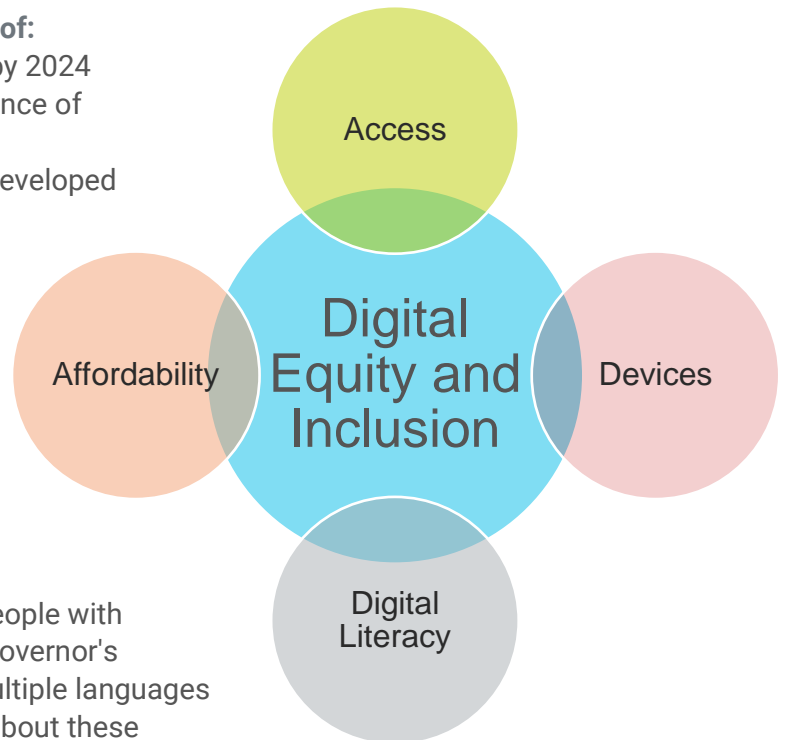 of:
by 2024
nce of
eveloped
Access
Affordability
Digital
Equity and
Inclusion
Devices
Digital
Literacy
eople with
overnor's
ultiple languages
bout these